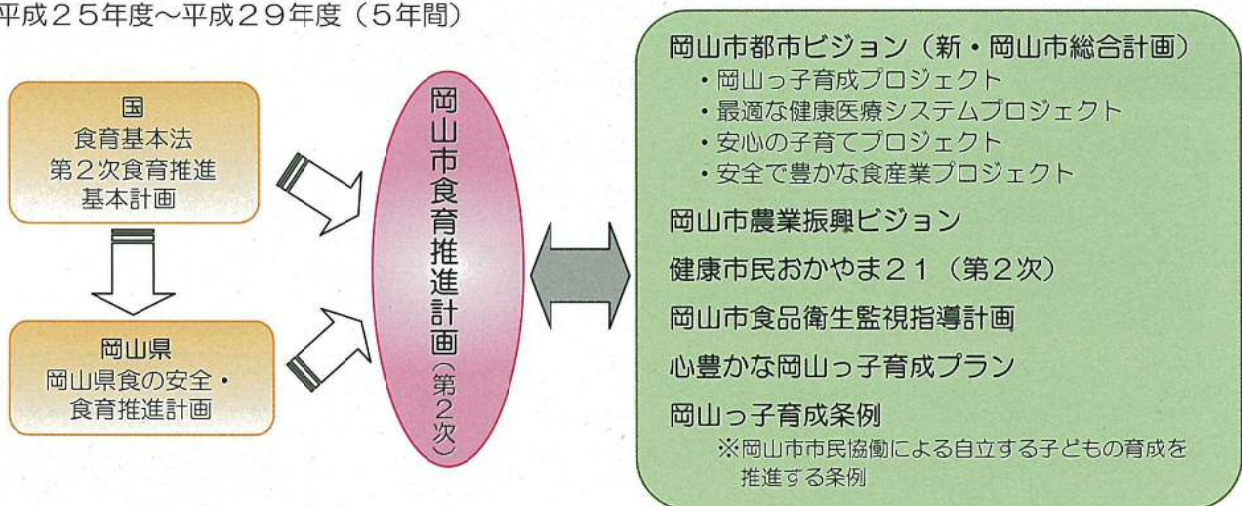 平成２５年度～平成２９年度（５年間）
国
食育基本法
第２次食育推進
基本計画
岡山県
岡山県食の安全・
食育推進計画
岡山市食育推進計画（第２次）
岡山市都市ビジョン（新・岡山市総合計画）
・岡山っ子育成プロジェクト
・最適な健康医療システムプロジェクト
・安心の子育てプロジェクト
・安全で豊かな食産業プロジェクト
岡山市農業振興ビジョン
健康市民おかやま２１（第２次）
岡山市食品衛生監視指導計画
心豊かな岡山っ子育成プラン
岡山っ子育成条例
※岡山市市民協働による自立する子どもの育成を
推進する条例